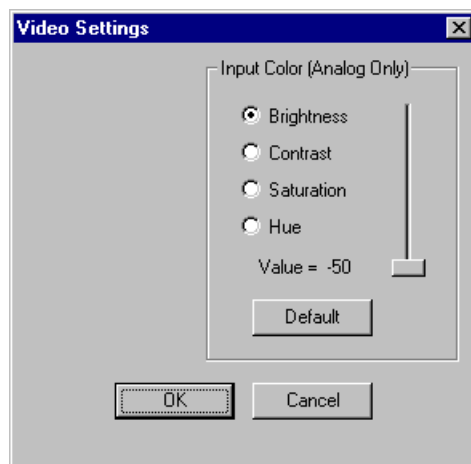 Video Settings
Input Color (Analog Only)
Brightness
Contrast
Saturation
Hue
Value = -50
Default
OK
Cancel